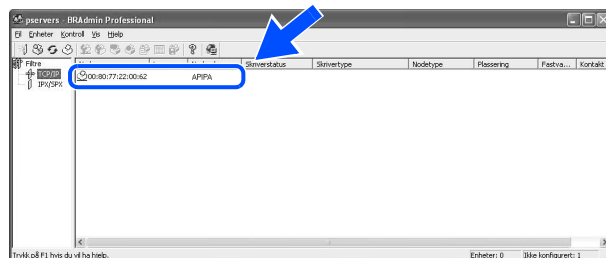 pservers - BRAdmin Professional
Fil Enheter Kontroll Vis Hjelp
Filtre
TCP/IP
IPX/SPX
Skriverstatus Skrivertype Nodetype Plassering Fastva... Kontakt
00:80:77:22:00:62 APIPA
Trykk på F1 hvis du vil ha hjelp. Enheter: 0 Ikke konfigurert: 1